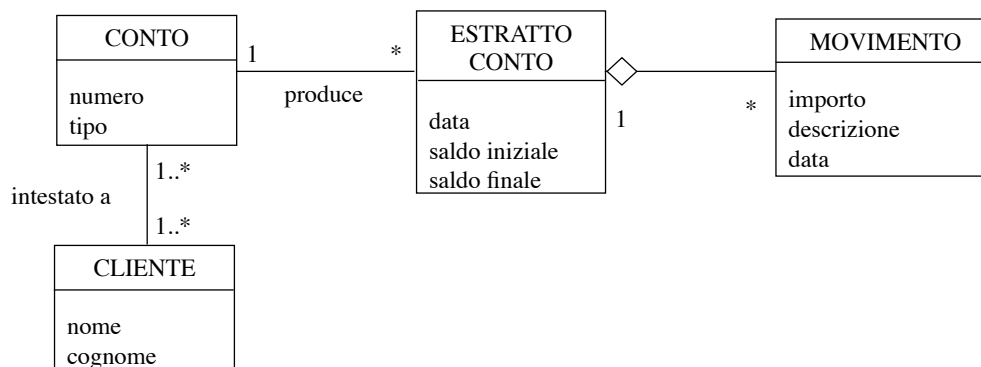 CONTO
numero
tipo
1
*
produce
ESTRATTO
CONTO
data
saldo iniziale
saldo finale
1
*
MOVIMENTO
importo
descrizione
data
1..*
intestato a
1..*
CLIENTE
nome
cognome